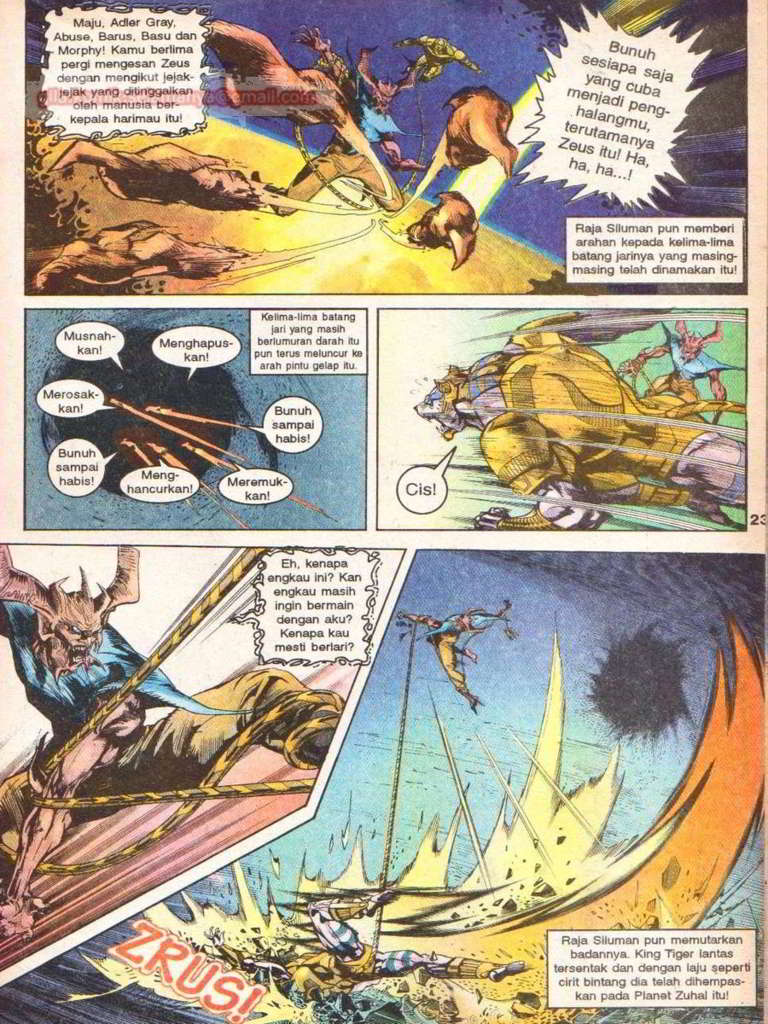 Maju, Adler Gray,
Abuse, Barus, Basu dan
Morphy! Kamu berlima
pergi mengesan Zeus
dengan mengikut jejak-
jejak yang ditinggalkan
oleh manusia ber-
kepala harimau itu!
Bunuh
sesiapa saja
yang cuba
menjadi peng-
halangmu,
terutamanya
Zeus itu! Ha,
ha, ha...!
Raja Siluman pun memberi
arahan kepada kelima-lima
batang jarinya yang masing-
masing telah dinamakan itu!
Kelima-lima batang
jari yang masih
berlumuran darah itu
pun terus meluncur ke
arah pintu gelap itu.
Musnah-
kan!
Menghapus-
kan!
Merosak-
kan!
Bunuh
sampai
habis!
Bunuh
sampai
habis!
Meng-
hancurkan!
Meremuk-
kan!
Cis!
23
Eh, kenapa
engkau ini? Kan
engkau masih
ingin bermain
dengan aku?
Kenapa kau
mesti berlari?
ZRUS!
Raja Siluman pun memutarkan
badannya. King Tiger lantas
tersentak dan dengan laju seperti
cirit bintang dia telah dihempas-
kan pada Planet Zuhal itu!